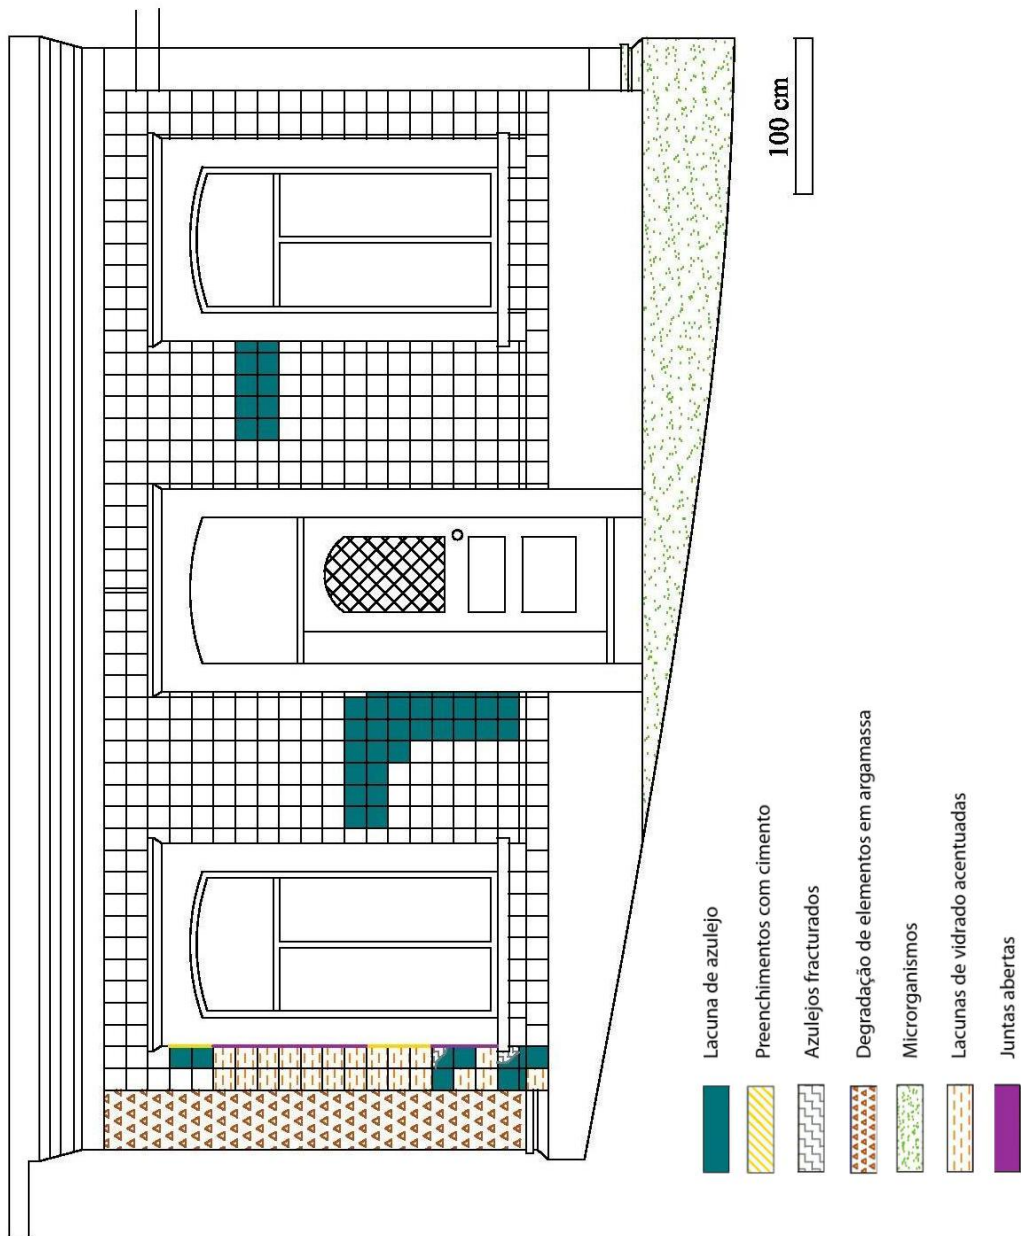 100 cm
Lacuna de azulejo
Preenchimentos com cimento
Azulejos fracturados
Degradação de elementos em argamassa
Microrganismos
Lacunas de vidrado acentuadas
Juntas abertas